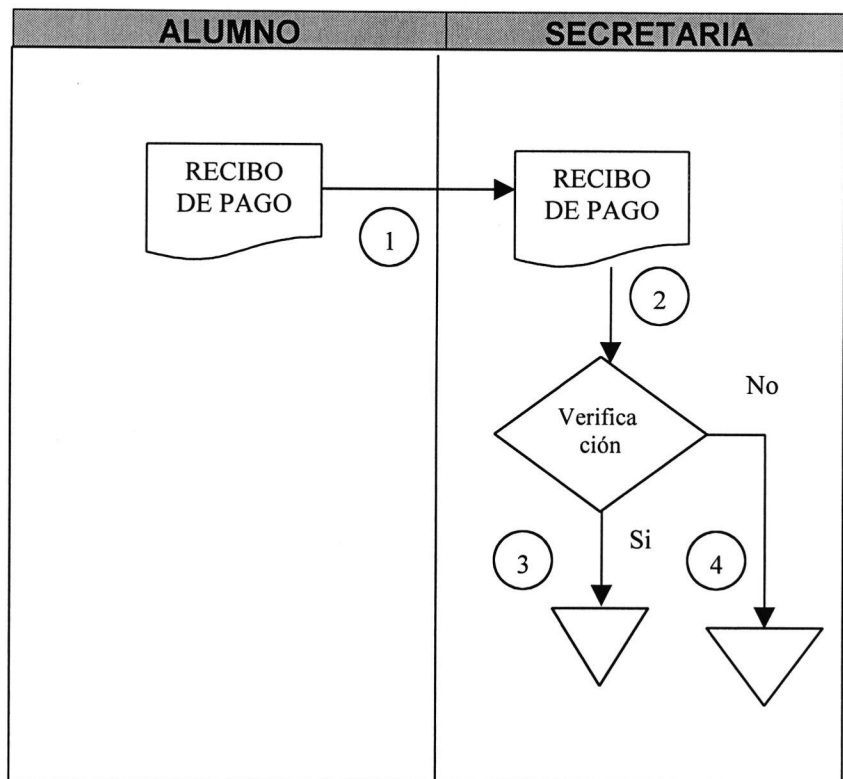 ALUMNO
SECRETARIA
RECIBO
DE PAGO
RECIBO
DE PAGO
1
2
No
Verifica
ción
Si
3
4